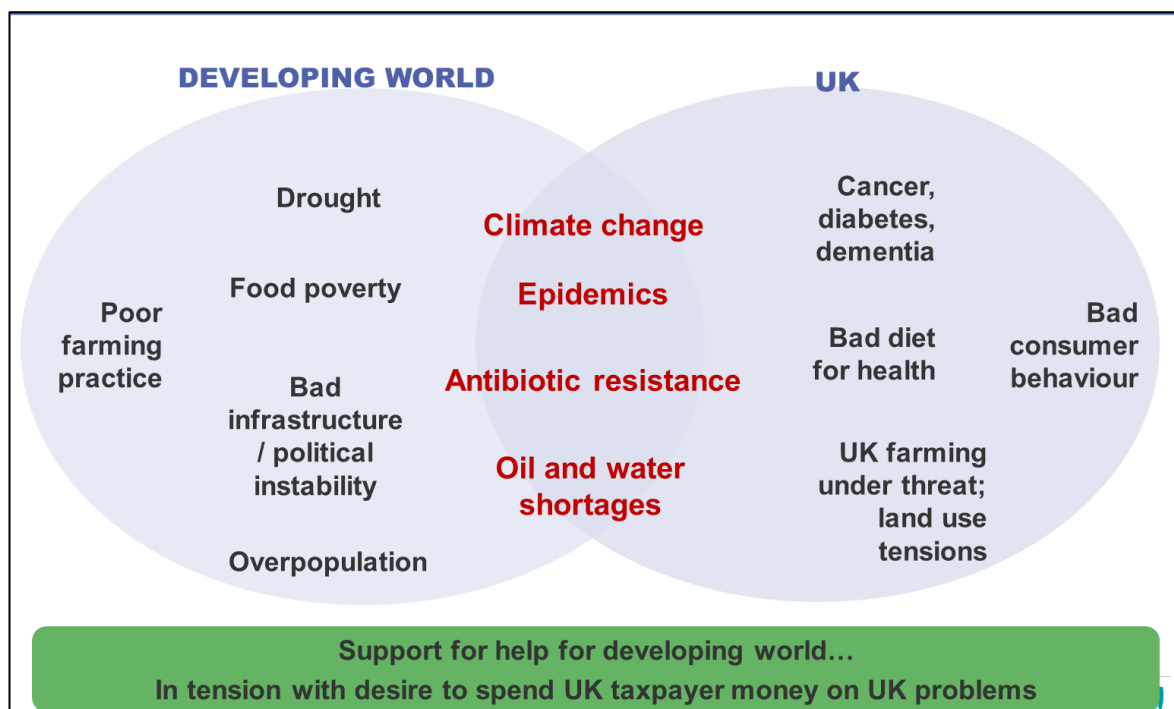 DEVELOPING WORLD
Drought
Food poverty
Poor
farming
practice
Bad
infrastructure
/ political
instability
Overpopulation
Climate change
Epidemics
Antibiotic resistance
Oil and water
shortages
UK
Cancer,
diabetes,
dementia
Bad diet
for health
Bad
consumer
behaviour
UK farming
under threat;
land use
tensions
Support for help for developing world…
In tension with desire to spend UK taxpayer money on UK problems